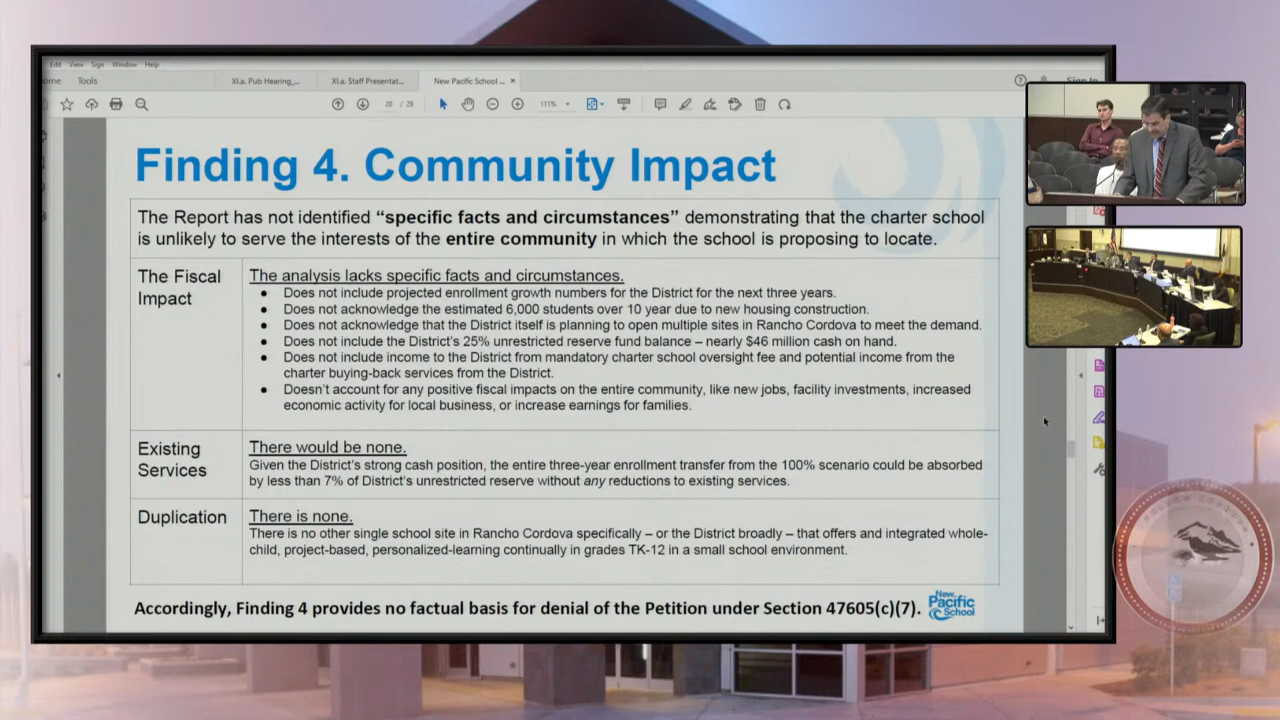 Edit View Sign Window Help
ome Tools XI.a. Pub Hearing_... XI.a. Staff Presentat... New Pacific School ... ×
20 / 29 111%
Finding 4. Community Impact
The Report has not identified “specific facts and circumstances” demonstrating that the charter school
is unlikely to serve the interests of the entire community in which the school is proposing to locate.
The Fiscal
Impact
The analysis lacks specific facts and circumstances.
● Does not include projected enrollment growth numbers for the District for the next three years.
● Does not acknowledge the estimated 6,000 students over 10 year due to new housing construction.
● Does not acknowledge that the District itself is planning to open multiple sites in Rancho Cordova to meet the demand.
● Does not include the District’s 25% unrestricted reserve fund balance – nearly $46 million cash on hand.
● Does not include income to the District from mandatory charter school oversight fee and potential income from the
charter buying-back services from the District.
● Doesn’t account for any positive fiscal impacts on the entire community, like new jobs, facility investments, increased
economic activity for local business, or increase earnings for families.
Existing
Services
There would be none.
Given the District’s strong cash position, the entire three-year enrollment transfer from the 100% scenario could be absorbed
by less than 7% of District’s unrestricted reserve without any reductions to existing services.
Duplication
There is none.
There is no other single school site in Rancho Cordova specifically – or the District broadly – that offers and integrated whole-
child, project-based, personalized-learning continually in grades TK-12 in a small school environment.
Accordingly, Finding 4 provides no factual basis for denial of the Petition under Section 47605(c)(7).
New
Pacific
School